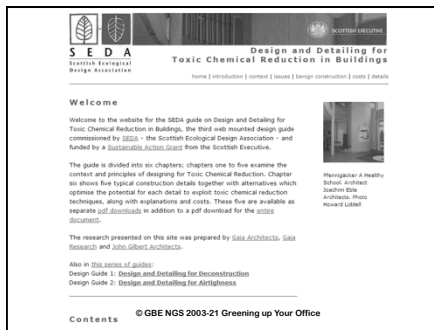 SEDA
Scottish Ecological
Design Association
SCOTTISH EXECUTIVE
Design and Detailing for
Toxic Chemical Reduction in Buildings
home | introduction | context | issues | benign construction | costs | details
Welcome
Welcome to the website for the SEDA guide on Design and Detailing for
Toxic Chemical Reduction in Buildings, the third web mounted design guide
commissioned by SEDA - the Scottish Ecological Design Association - and
funded by a Sustainable Action Grant from the Scottish Executive.
The guide is divided into six chapters; chapters one to five examine the
context and principles of designing for Toxic Chemical Reduction. Chapter
six shows five typical construction details together with alternatives which
optimise the potential for each detail to exploit toxic chemical reduction
techniques, along with explanations and costs. These five are available as
separate pdf downloads in addition to a pdf download for the entire
document.
The research presented on this site was prepared by Gaia Architects, Gaia
Research and John Gilbert Architects.
Also in this series of guides:
Design Guide 1: Design and Detailing for Deconstruction
Design Guide 2: Design and Detailing for Airtighness
Pfennigäcker A Healthy
School. Architect
Joachim Eble
Architects. Photo
Howard Liddell
Contents
© GBE NGS 2003-21 Greening up Your Office